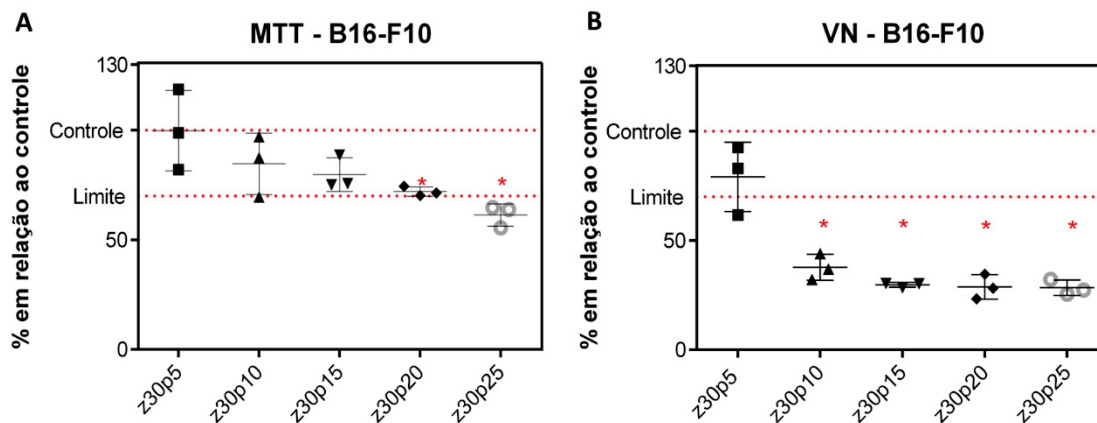 A
MTT - B16-F10
% em relação ao controle
130
Controle
Limite
50
0
*
*
z30p5
z30p10
z30p15
z30p20
z30p25
B
VN - B16-F10
% em relação ao controle
130
Controle
Limite
50
0
*
*
*
*
z30p5
z30p10
z30p15
z30p20
z30p25